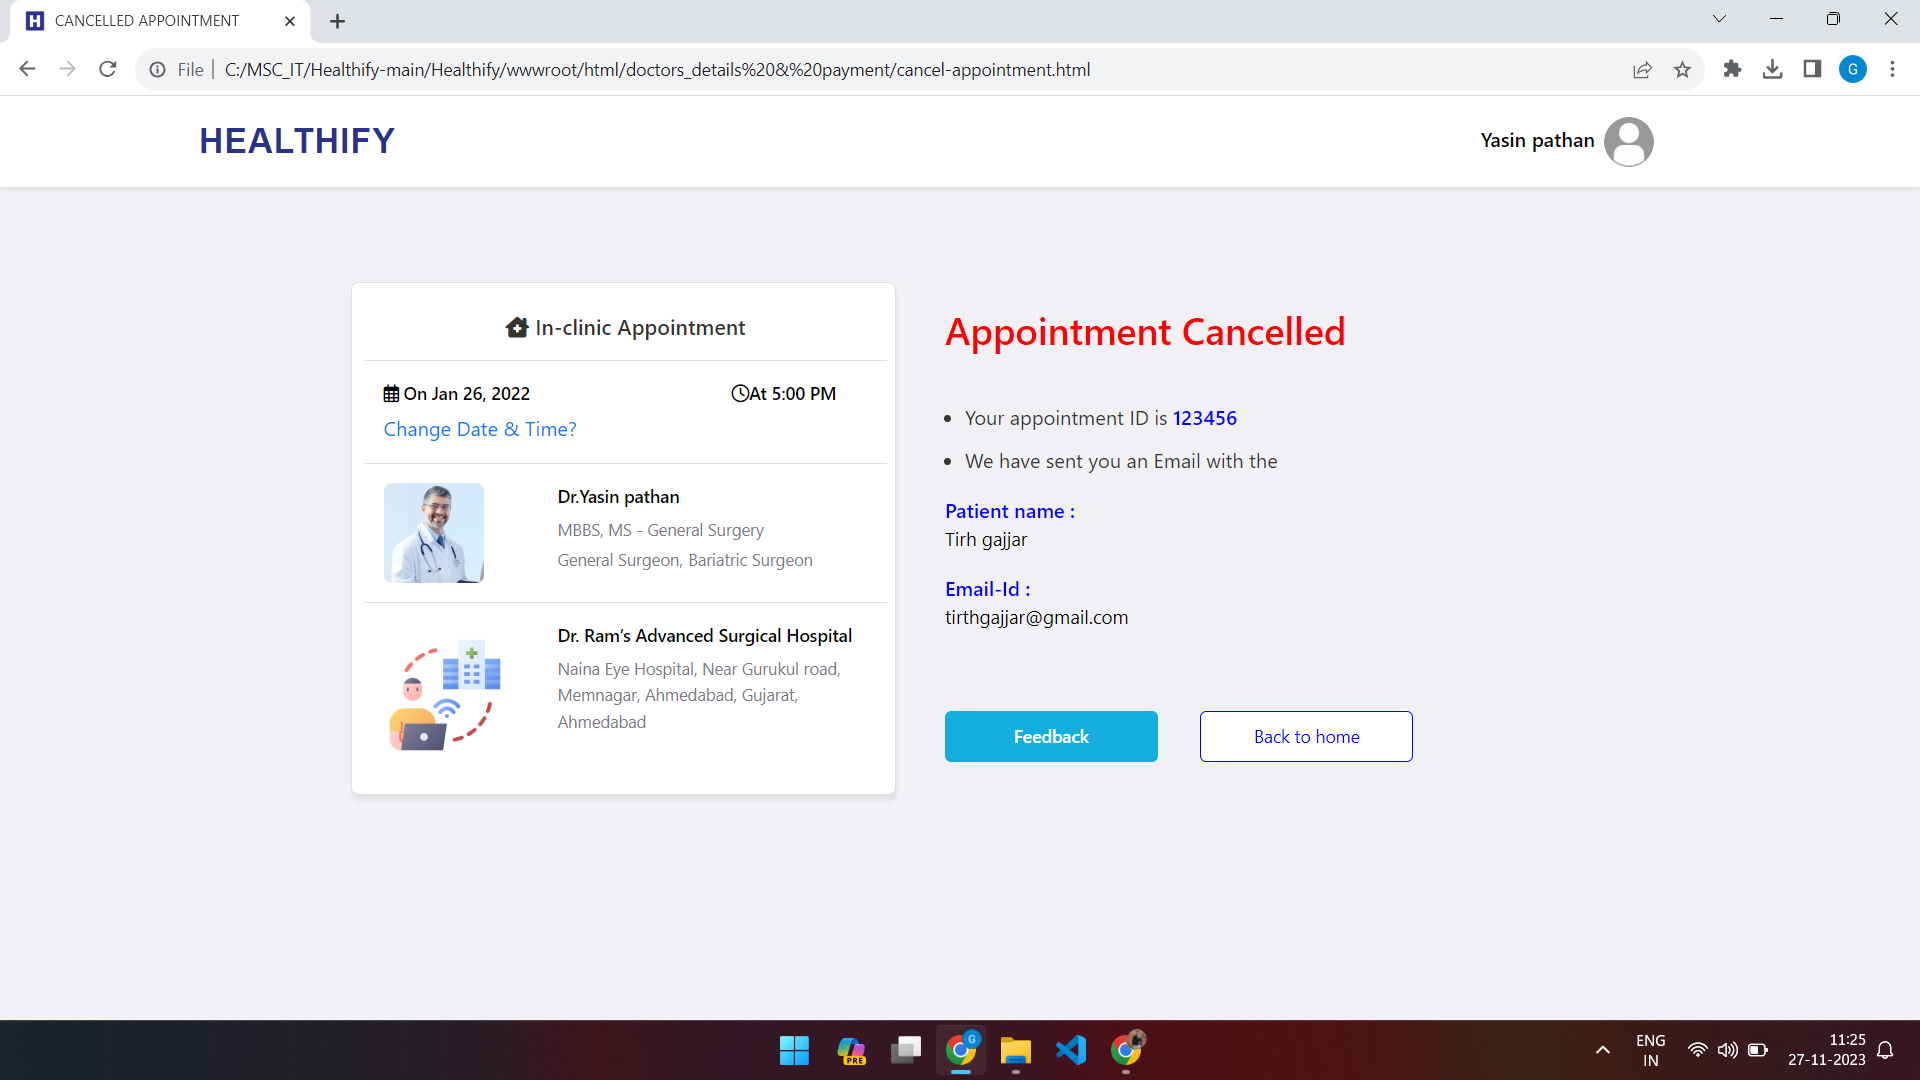 CANCELLED APPOINTMENT
File
C:/MSC_IT/Healthify-main/Healthify/wwwroot/html/doctors_details%20&%20payment/cancel-appointment.html
G
HEALTHIFY
Yasin pathan
In-clinic Appointment
On Jan 26, 2022
At 5:00 PM
Change Date & Time?
Dr.Yasin pathan
MBBS, MS - General Surgery
General Surgeon, Bariatric Surgeon
Dr. Ram’s Advanced Surgical Hospital
Naina Eye Hospital, Near Gurukul road,
Memnagar, Ahmedabad, Gujarat,
Ahmedabad
Appointment Cancelled
Your appointment ID is 123456
We have sent you an Email with the
Patient name :
Tirh gajjar
Email-Id :
tirthgajjar@gmail.com
Feedback
Back to home
PRE
G
ENG
IN
11:25
27-11-2023